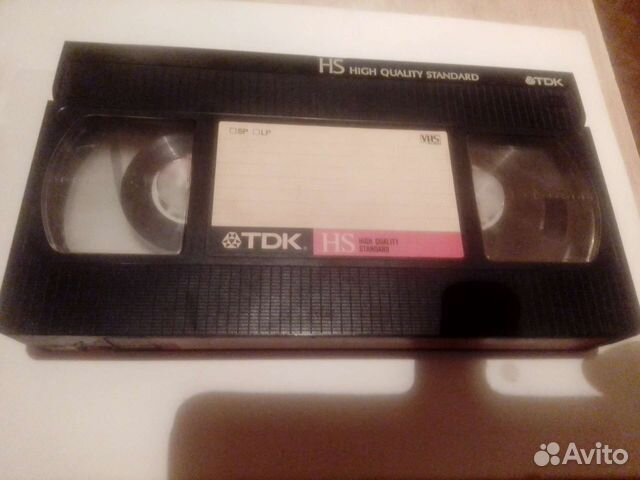 HS HIGH QUALITY STANDARD TDK
SP LP VHS
TDK HS HIGH QUALITY
STANDARD
Avito